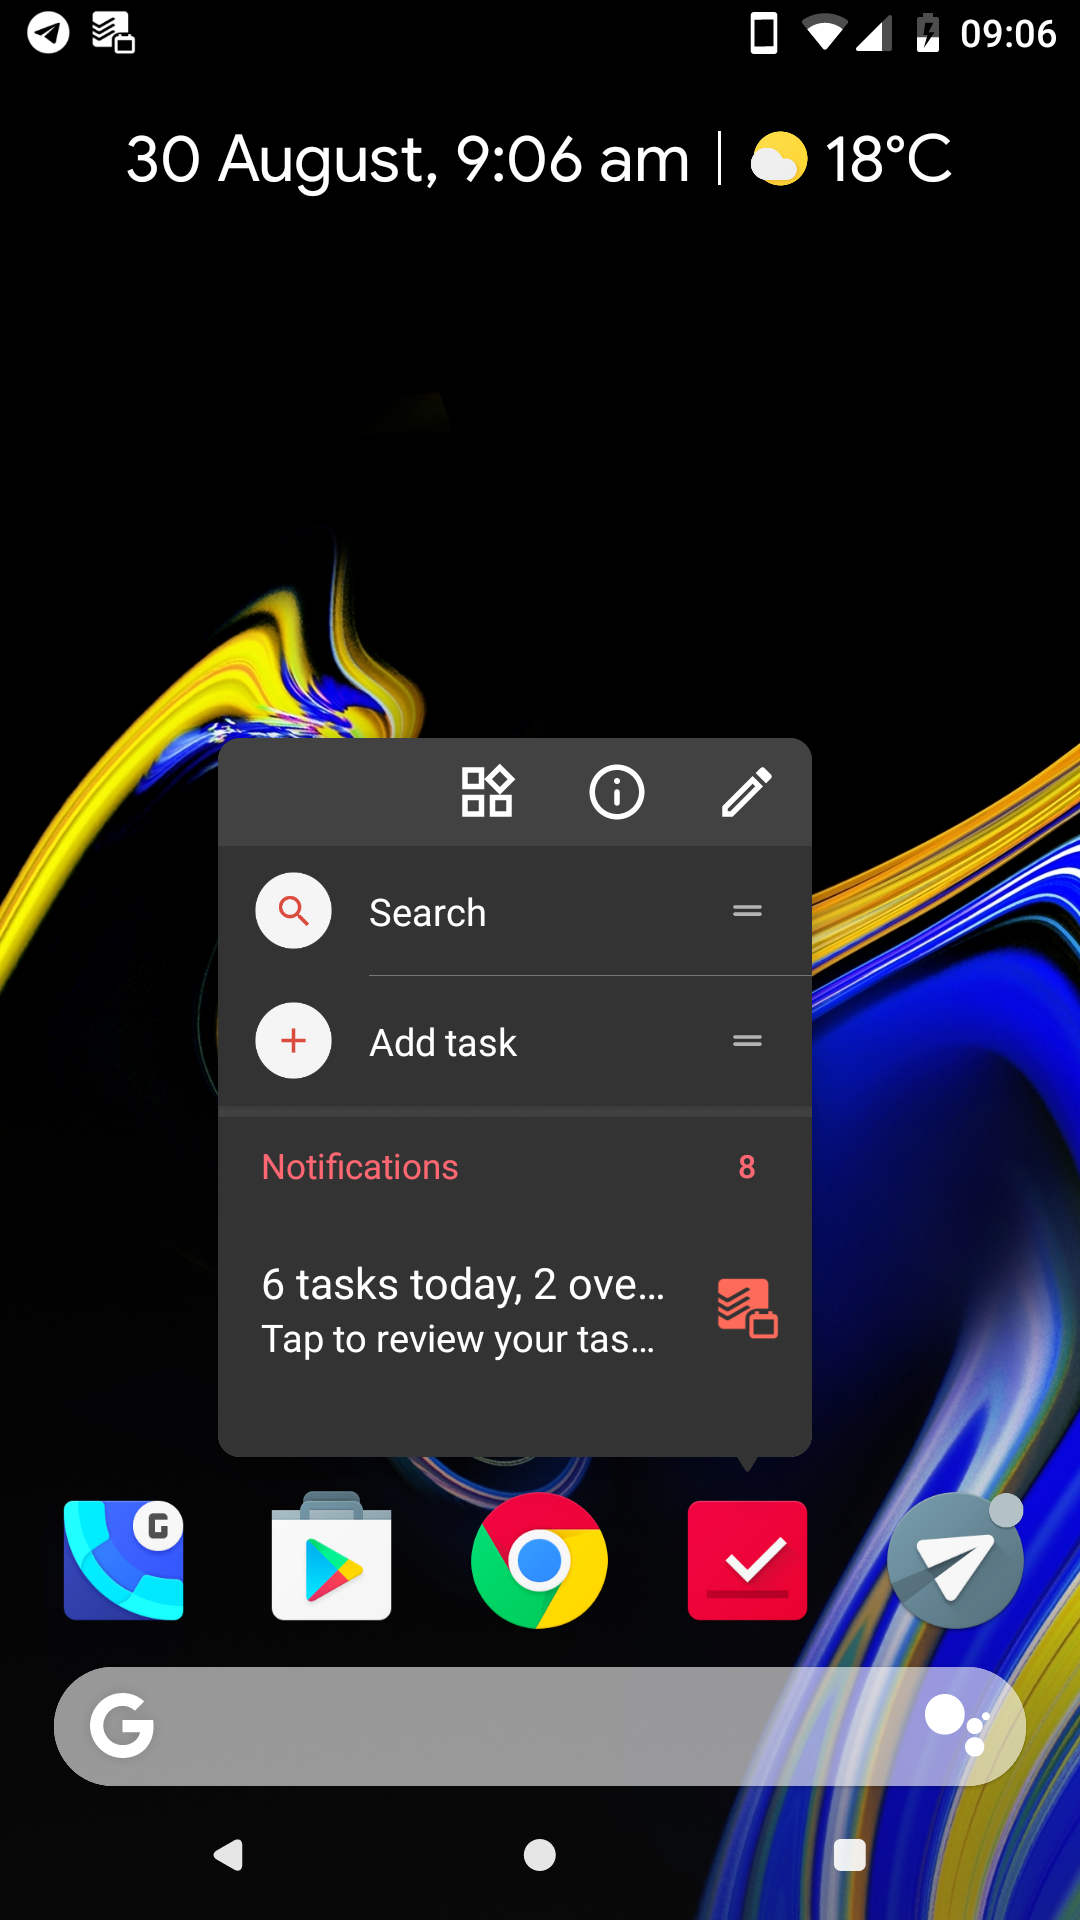 09:06
30 August, 9:06 am | 18°C
Search
Add task
Notifications 8
6 tasks today, 2 ove...
Tap to review your tas...